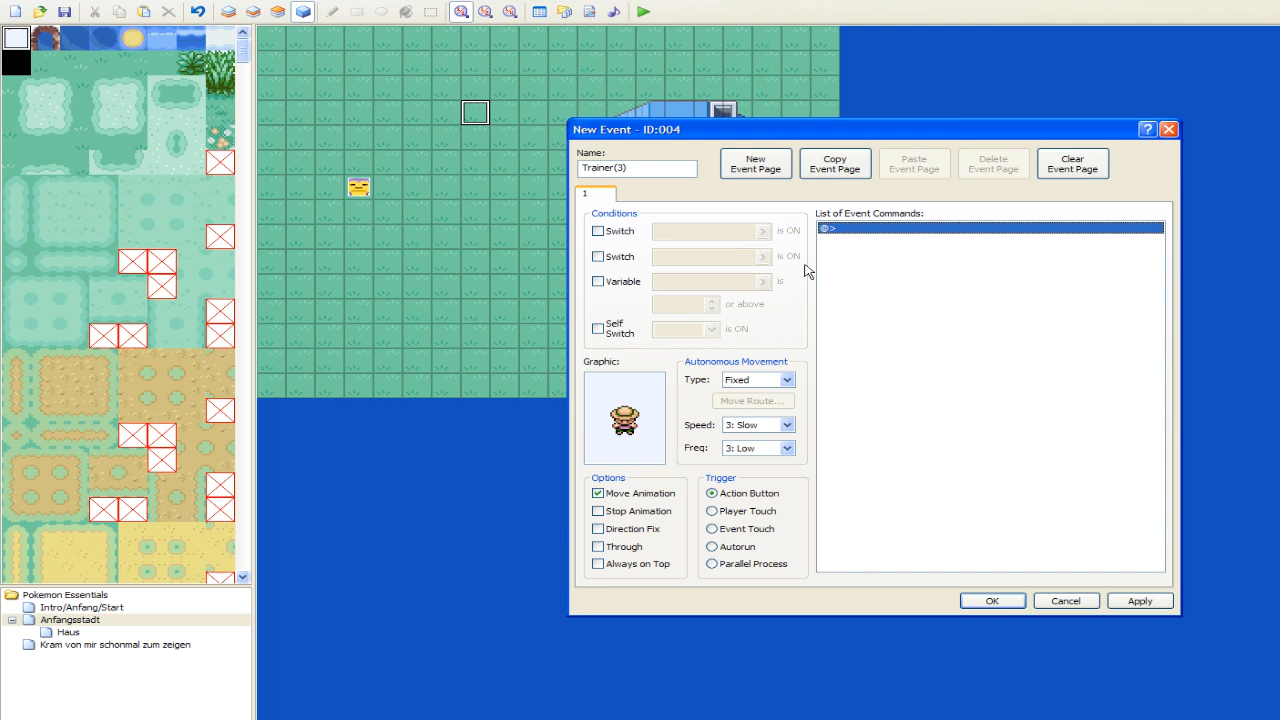 New Event - ID:004
Name:
Trainer(3)
New
Event Page
Copy
Event Page
Paste
Event Page
Delete
Event Page
Clear
Event Page
1
Conditions
Switch
is ON
Switch
is ON
Variable
is
or above
Self
Switch
is ON
List of Event Commands:
@>
Graphic:
Autonomous Movement
Type:
Fixed
Move Route...
Speed:
3: Slow
Freq:
3: Low
Options
Move Animation
Stop Animation
Direction Fix
Through
Always on Top
Trigger
Action Button
Player Touch
Event Touch
Autorun
Parallel Process
OK
Cancel
Apply
Pokemon Essentials
Intro/Anfang/Start
Anfangsstadt
Haus
Kram von mir schonmal zum zeigen